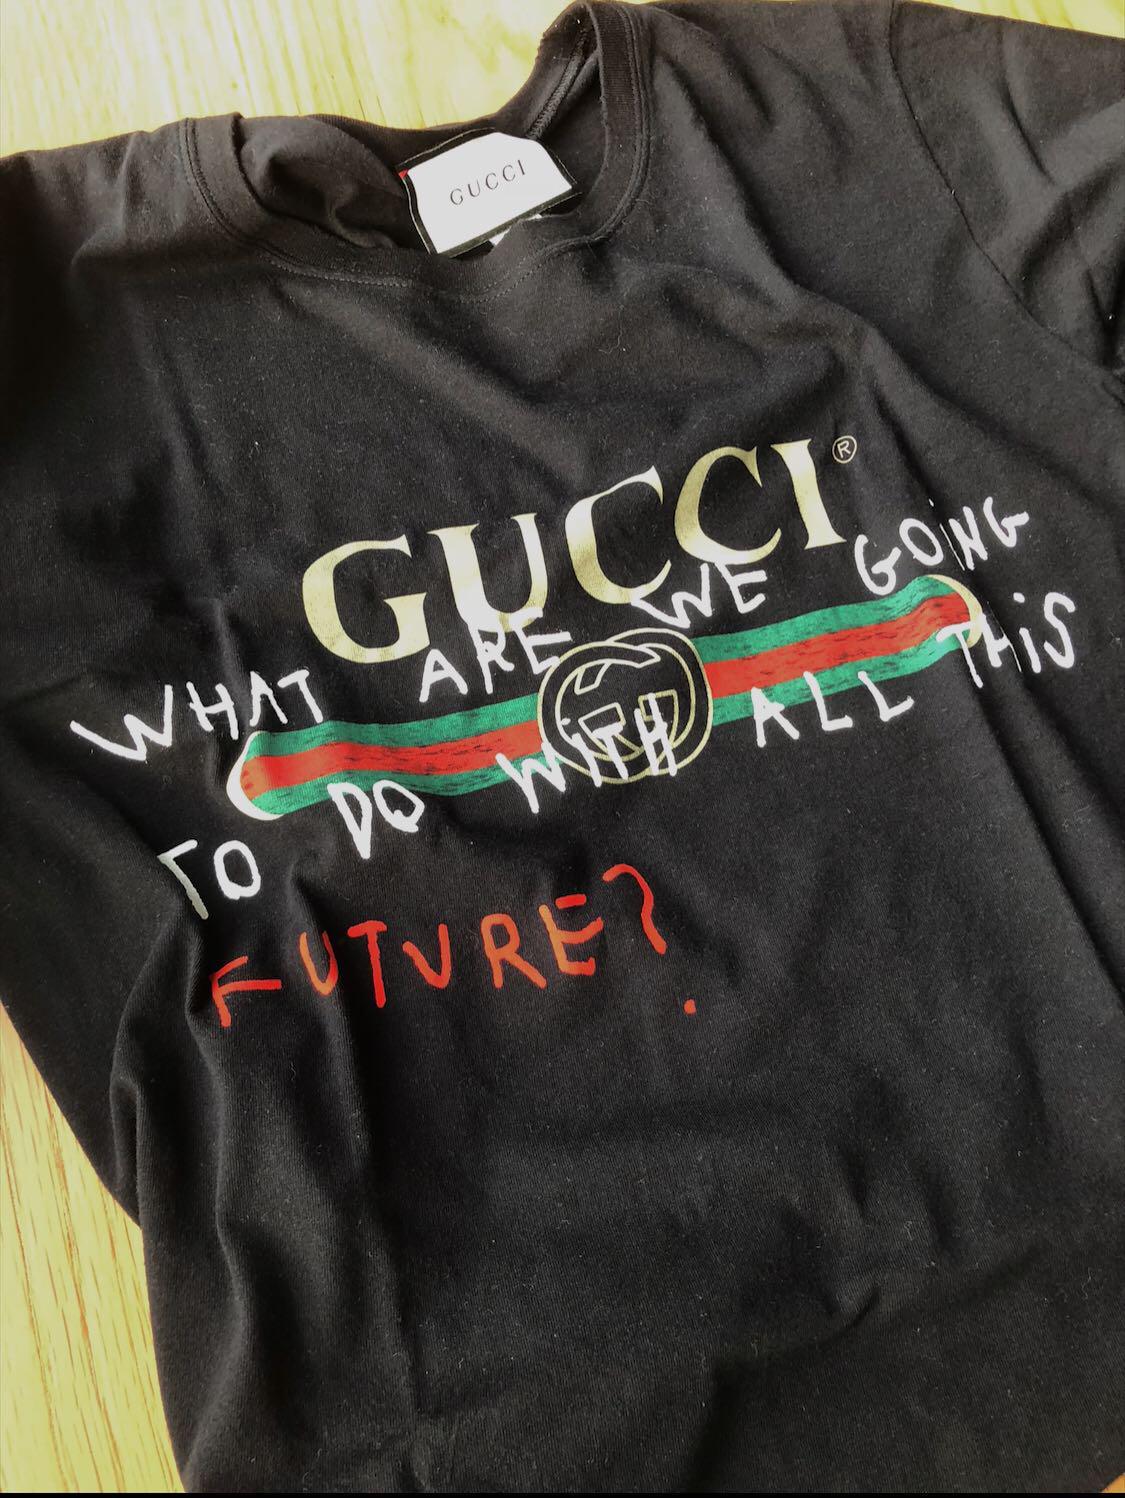 GUCCI
GUCCI®
WHAT ARE WE GOiNG
TO DO WiTH ALL THiS
FUTURE?